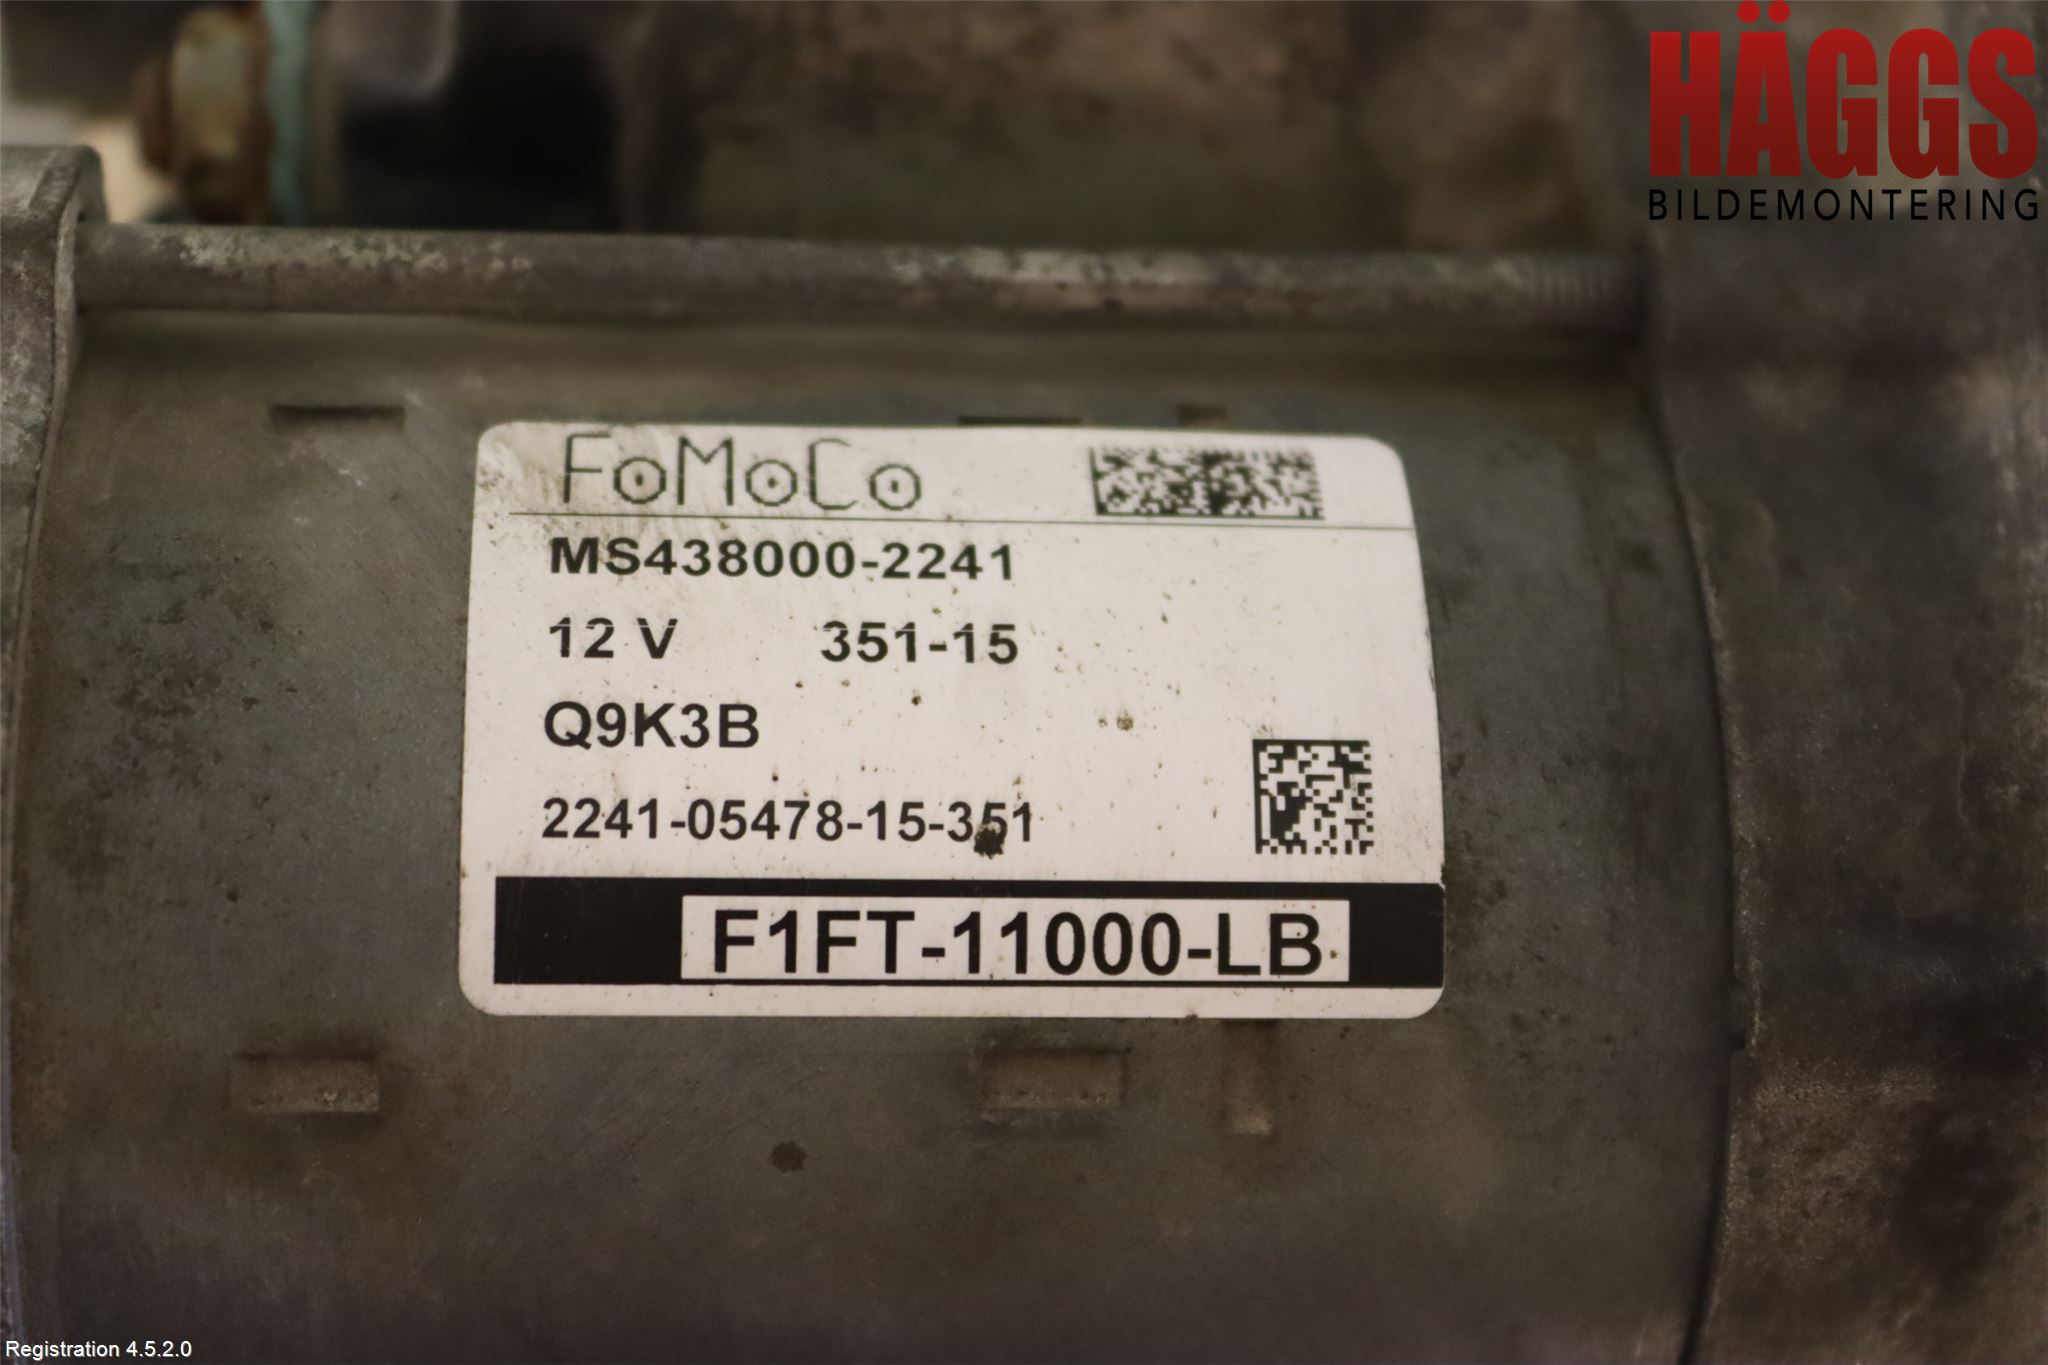 HÄGGS
BILDEMONTERING
FoMoCo
MS438000-2241
12 V 351-15
Q9K3B
2241-05478-15-351
F1FT-11000-LB
Registration 4.5.2.0